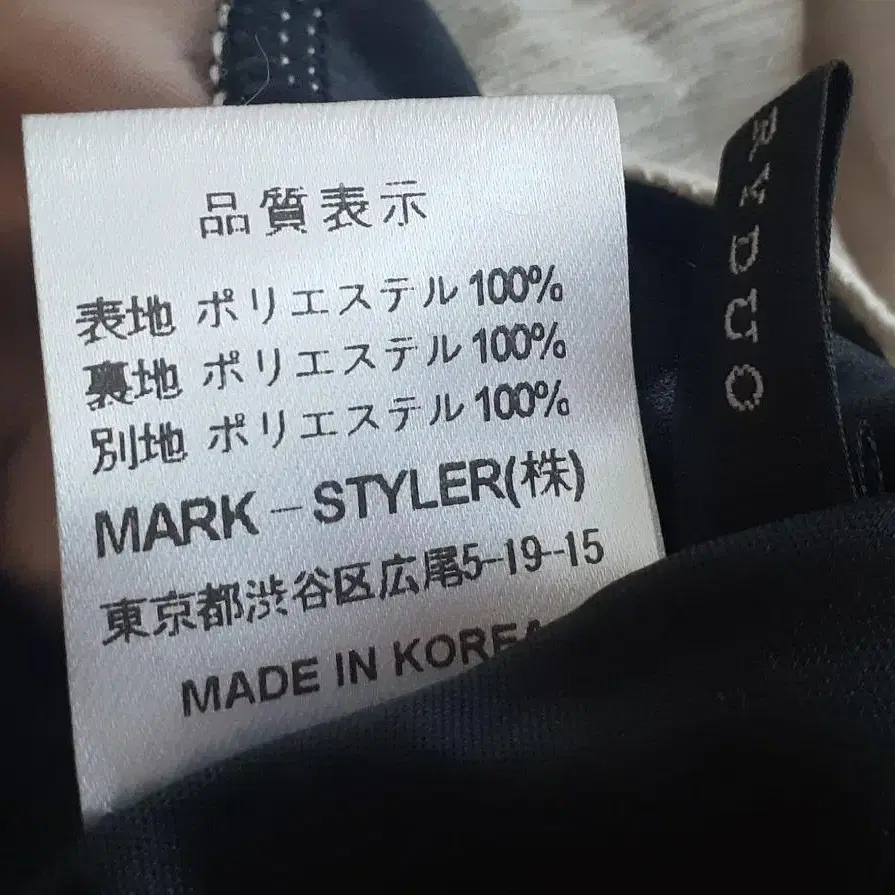 品質表示
表地 ポリエステル 100%
裏地 ポリエステル 100%
別地 ポリエステル 100%
MARK-STYLER(株)
東京都渋谷区広尾5-19-15
MADE IN KOREA
RYDUO